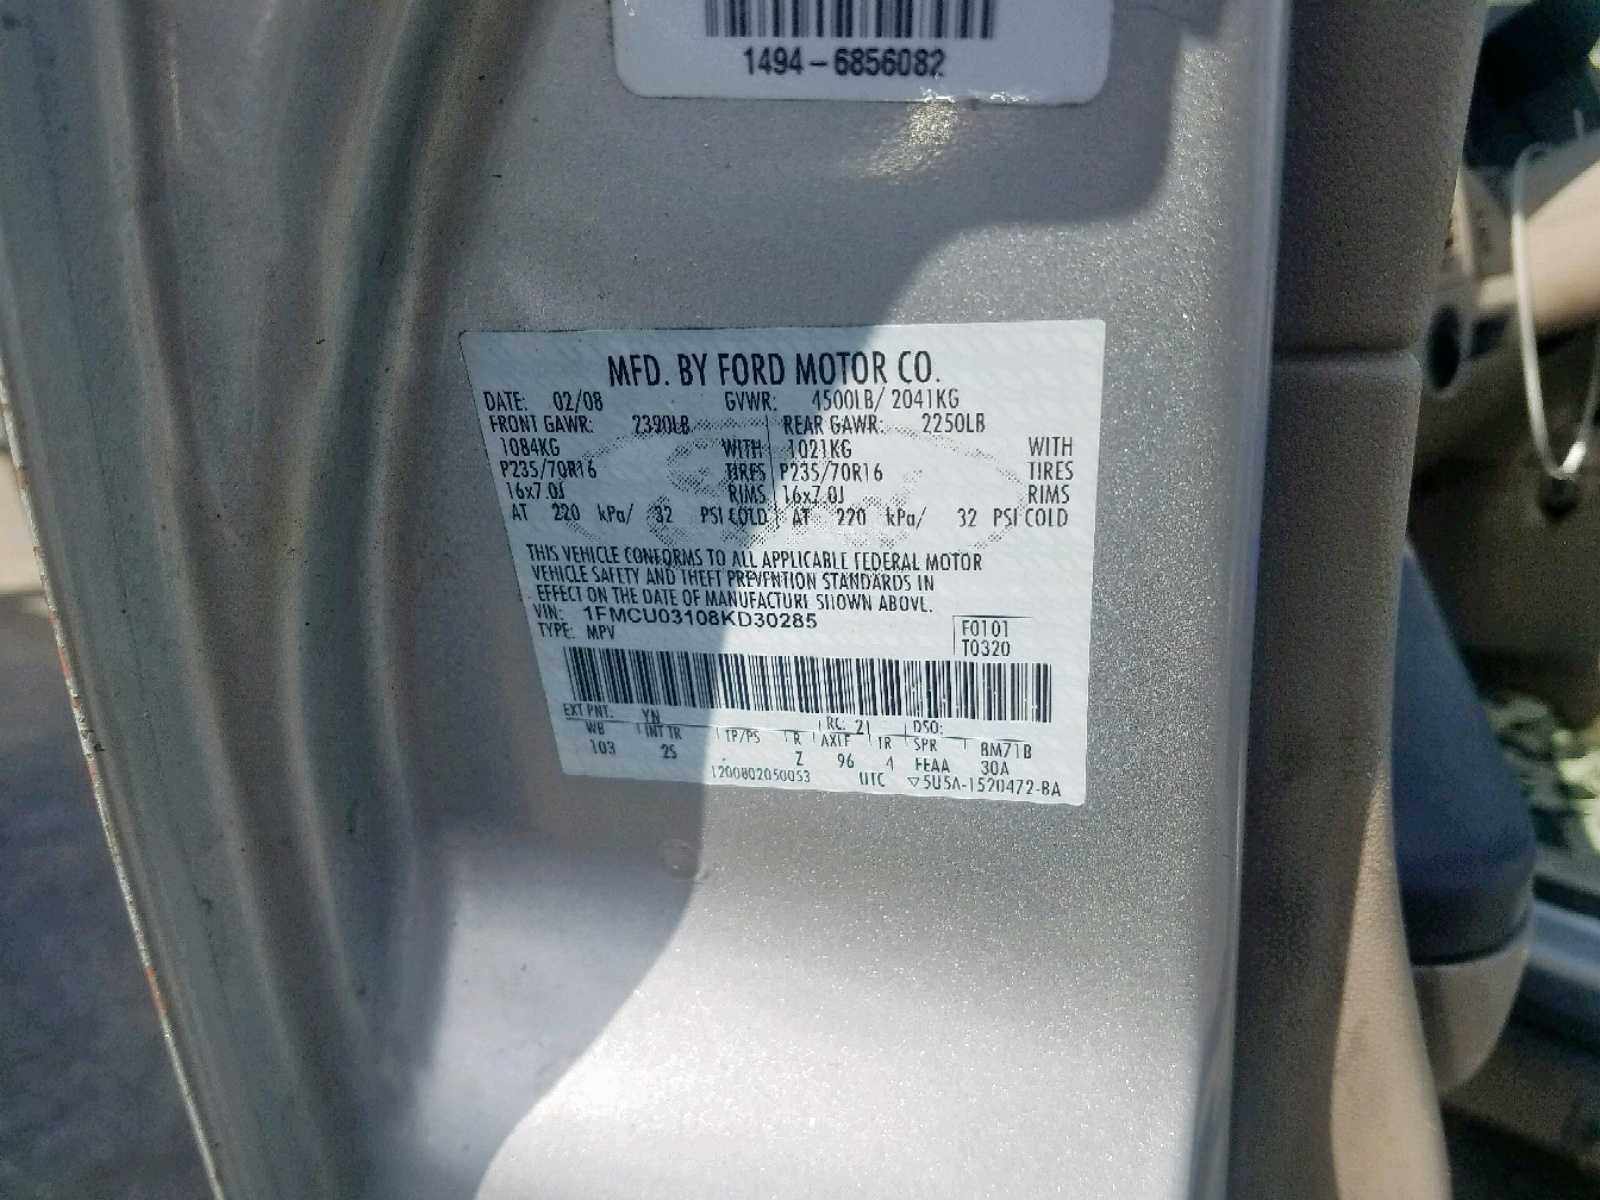 1494-6856082
MFD. BY FORD MOTOR CO.
DATE: 02/08 GVWR: 4500LB/ 2041KG
FRONT GAWR: 2390LB REAR GAWR: 2250LB
1084KG WITH 1021KG WITH
P235/70R16 TIRES P235/70R16 TIRES
16x7.0J RIMS 16x7.0J RIMS
AT 220 kPa/ 32 PSI COLD AT 220 kPa/ 32 PSI COLD
THIS VEHICLE CONFORMS TO ALL APPLICABLE FEDERAL MOTOR
VEHICLE SAFETY AND THEFT PREVENTION STANDARDS IN
EFFECT ON THE DATE OF MANUFACTURE SHOWN ABOVE.
VIN: 1FMCU03108KD30285
TYPE: MPV
F0101
T0320
EXT PNT: YN RC: 21 DSO:
WB INT TR TP/PS R AXLE TR SPR 8M71B
103 2S Z 96 4 FEAA 30A
1200802050053 UTC ▽5U5A-1520472-BA